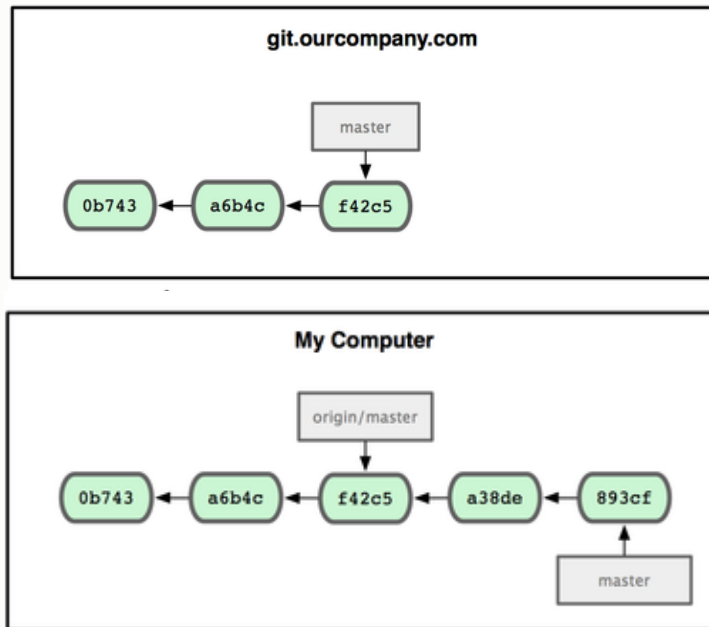 git.ourcompany.com
master
0b743 a6b4c f42c5
My Computer
origin/master
0b743 a6b4c f42c5 a38de 893cf
master